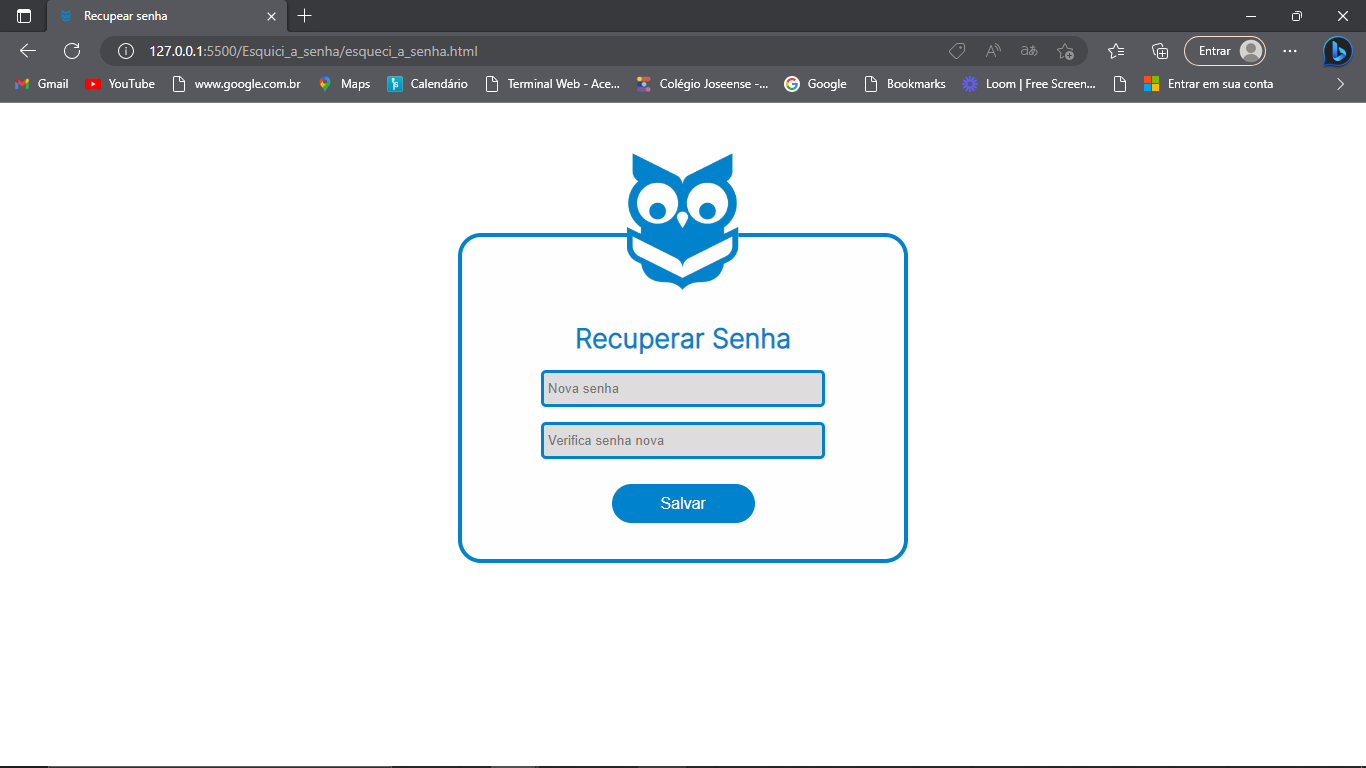 Recupear senha
127.0.0.1:5500/Esquici_a_senha/esqueci_a_senha.html
aあ
Entrar
Gmail YouTube www.google.com.br Maps Calendário Terminal Web - Ace... Colégio Joseense -... Google Bookmarks Loom | Free Screen... Entrar em sua conta
Recuperar Senha
Nova senha
Verifica senha nova
Salvar